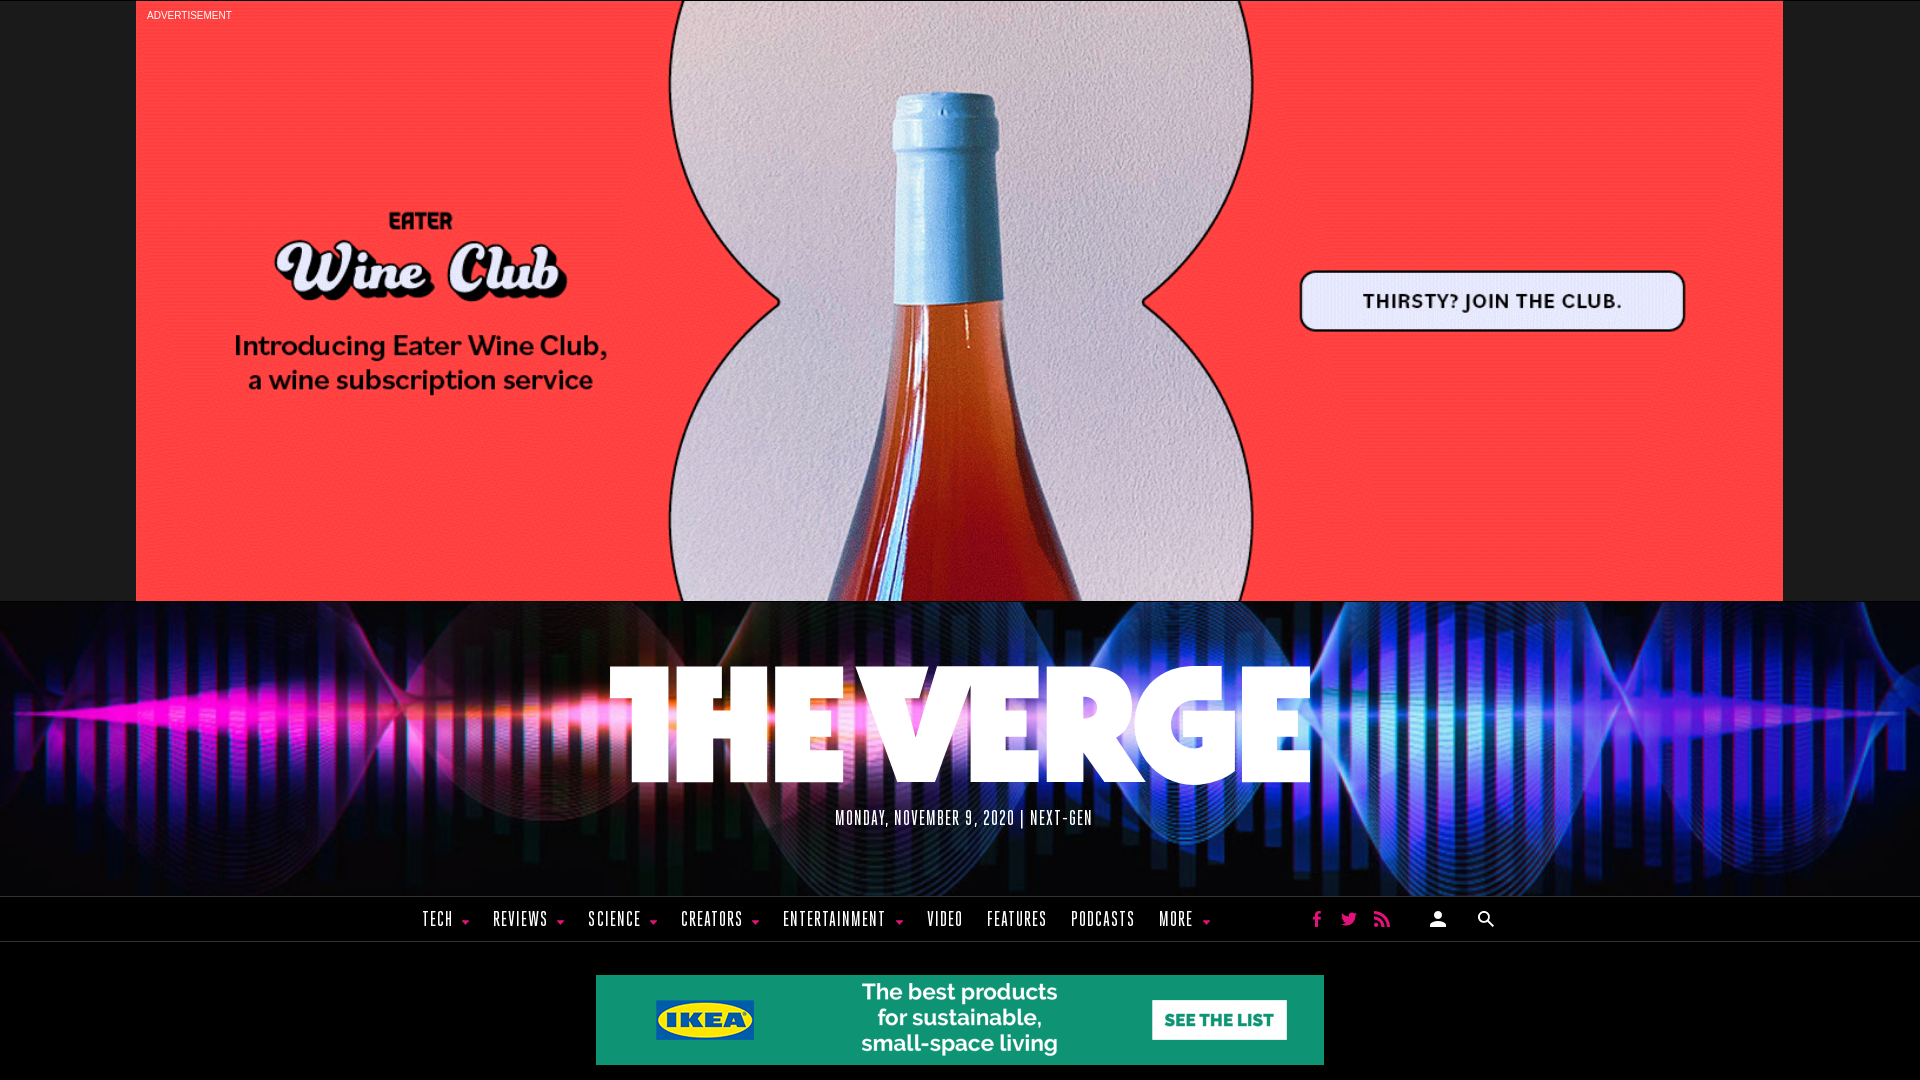 ADVERTISEMENT
EATER
Wine Club
Introducing Eater Wine Club,
a wine subscription service
THIRSTY? JOIN THE CLUB.
THE VERGE
MONDAY, NOVEMBER 9, 2020 | NEXT-GEN
TECH REVIEWS SCIENCE CREATORS ENTERTAINMENT VIDEO FEATURES PODCASTS MORE
IKEA
The best products
for sustainable,
small-space living
SEE THE LIST